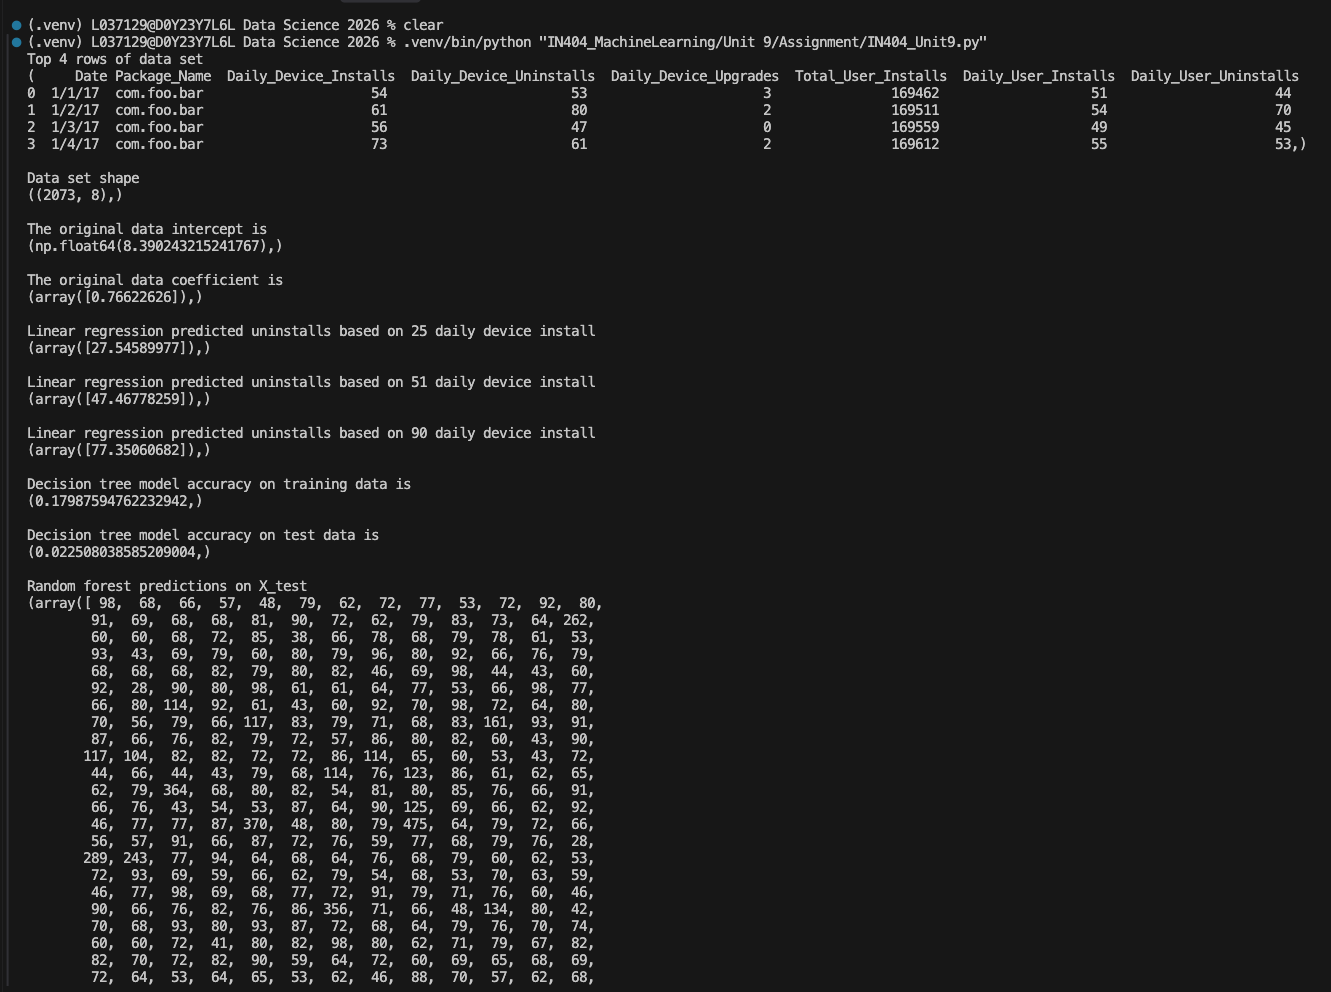 (.venv) L037129@D0Y23Y7L6L Data Science 2026 % clear
(.venv) L037129@D0Y23Y7L6L Data Science 2026 % .venv/bin/python "IN404_MachineLearning/Unit 9/Assignment/IN404_Unit9.py"
Top 4 rows of data set
(     Date Package_Name  Daily_Device_Installs  Daily_Device_Uninstalls  Daily_Device_Upgrades  Total_User_Installs  Daily_User_Installs  Daily_User_Uninstalls
0  1/1/17  com.foo.bar                     54                       53                      3               169462                   51                     44
1  1/2/17  com.foo.bar                     61                       80                      2               169511                   54                     70
2  1/3/17  com.foo.bar                     56                       47                      0               169559                   49                     45
3  1/4/17  com.foo.bar                     73                       61                      2               169612                   55                     53,)
Data set shape
((2073, 8),)
The original data intercept is
(np.float64(8.390243215241767),)
The original data coefficient is
(array([0.76622626]),)
Linear regression predicted uninstalls based on 25 daily device install
(array([27.54589977]),)
Linear regression predicted uninstalls based on 51 daily device install
(array([47.46778259]),)
Linear regression predicted uninstalls based on 90 daily device install
(array([77.35060682]),)
Decision tree model accuracy on training data is
(0.17987594762232942,)
Decision tree model accuracy on test data is
(0.022508038585209004,)
Random forest predictions on X_test
(array([ 98,  68,  66,  57,  48,  79,  62,  72,  77,  53,  72,  92,  80,
91,  69,  68,  68,  81,  90,  72,  62,  79,  83,  73,  64, 262,
60,  60,  68,  72,  85,  38,  66,  78,  68,  79,  78,  61,  53,
93,  43,  69,  79,  60,  80,  79,  96,  80,  92,  66,  76,  79,
68,  68,  68,  82,  79,  80,  82,  46,  69,  98,  44,  43,  60,
92,  28,  90,  80,  98,  61,  61,  64,  77,  53,  66,  98,  77,
66,  80, 114,  92,  61,  43,  60,  92,  70,  98,  72,  64,  80,
70,  56,  79,  66, 117,  83,  79,  71,  68,  83, 161,  93,  91,
87,  66,  76,  82,  79,  72,  57,  86,  80,  82,  60,  43,  90,
117, 104,  82,  82,  72,  72,  86, 114,  65,  60,  53,  43,  72,
44,  66,  44,  43,  79,  68, 114,  76, 123,  86,  61,  62,  65,
62,  79, 364,  68,  80,  82,  54,  81,  80,  85,  76,  66,  91,
66,  76,  43,  54,  53,  87,  64,  90, 125,  69,  66,  62,  92,
46,  77,  77,  87, 370,  48,  80,  79, 475,  64,  79,  72,  66,
56,  57,  91,  66,  87,  72,  76,  59,  77,  68,  79,  76,  28,
289, 243,  77,  94,  64,  68,  64,  76,  68,  79,  60,  62,  53,
72,  93,  69,  59,  66,  62,  79,  54,  68,  53,  70,  63,  59,
46,  77,  98,  69,  68,  77,  72,  91,  79,  71,  76,  60,  46,
90,  66,  76,  82,  76,  86, 356,  71,  66,  48, 134,  80,  42,
70,  68,  93,  80,  93,  87,  72,  68,  64,  79,  76,  70,  74,
60,  60,  72,  41,  80,  82,  98,  80,  62,  71,  79,  67,  82,
82,  70,  72,  82,  90,  59,  64,  72,  60,  69,  65,  68,  69,
72,  64,  53,  64,  65,  53,  62,  46,  88,  70,  57,  62,  68,